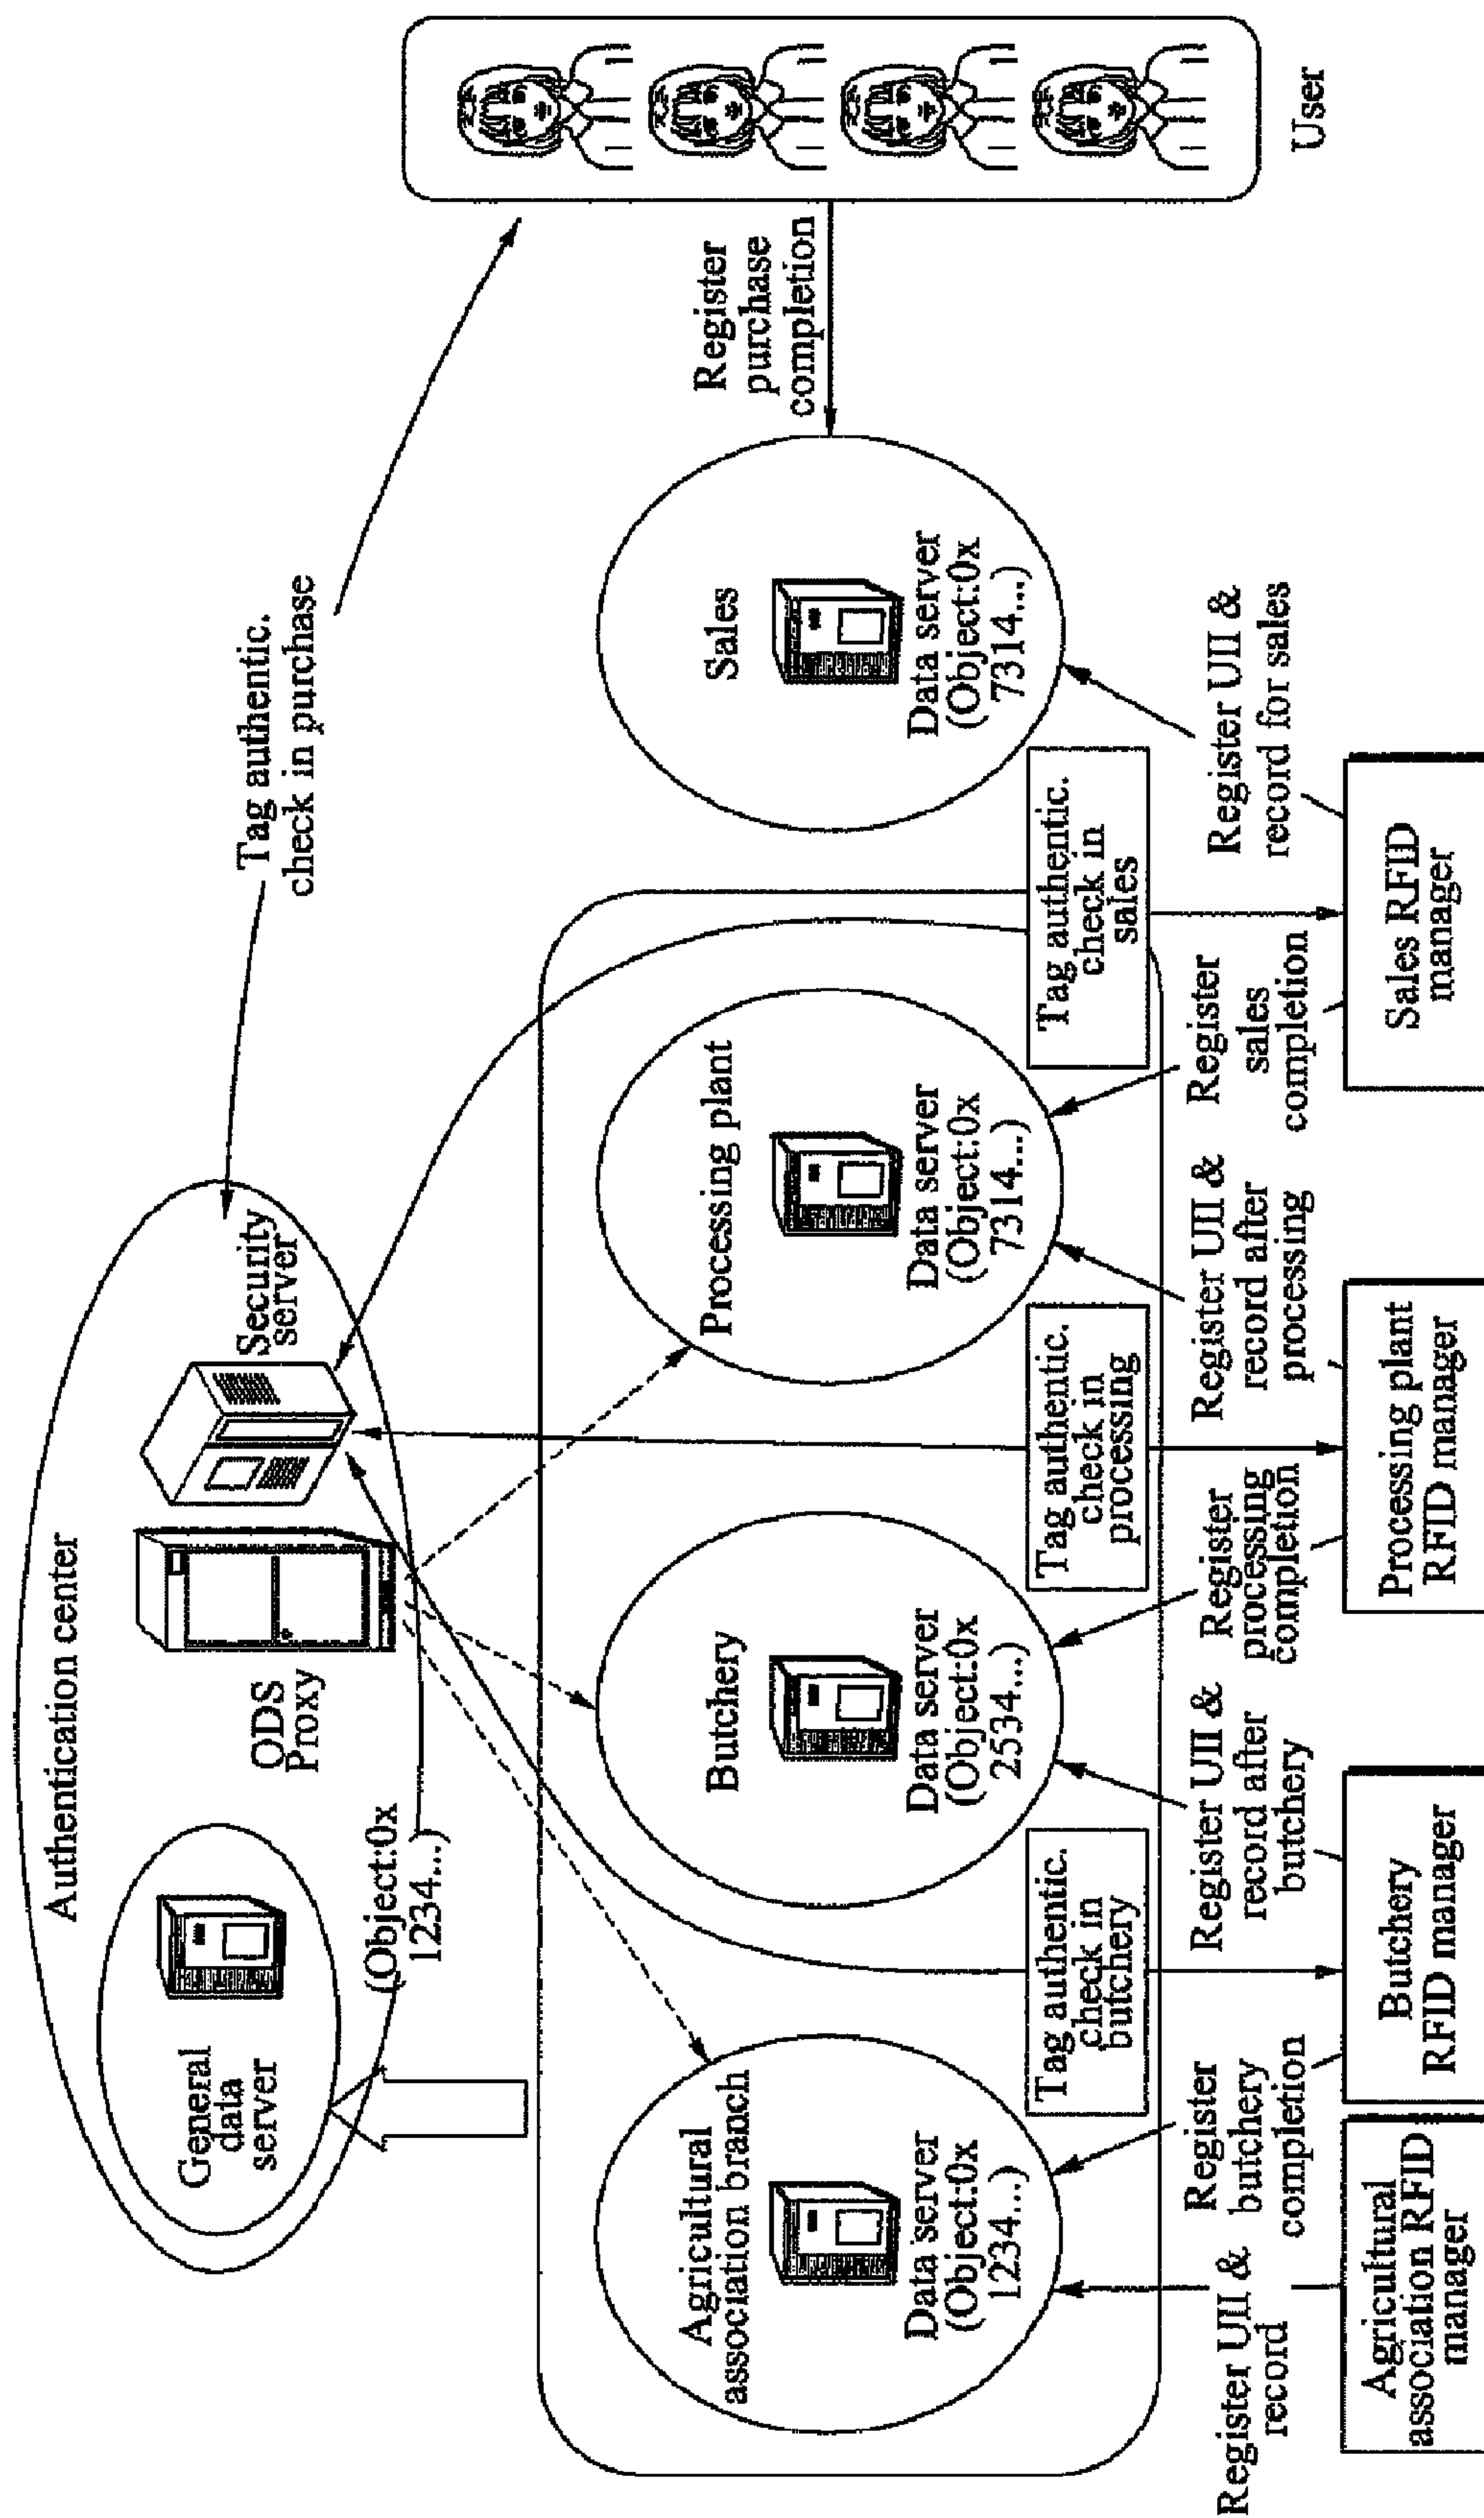 Authentication center
General
data
server
(Object:0x
1234...)
ODS
Proxy
Security
server
Tag authentic.
check in purchase
User
Agricultural
association branch
Data server
(Object:0x
1234...)
Butchery
Data server
(Object:0x
2534...)
Processing plant
Data server
(Object:0x
7314...)
Sales
Data server
(Object:0x
7314...)
Register
purchase
completion
Tag authentic.
check in
butchery
Tag authentic.
check in
processing
Tag authentic.
check in
sales
Register UII &
record
Register
butchery
completion
Register UII &
record after
butchery
Register
processing
completion
Register UII &
record after
processing
Register
sales
completion
Register UII &
record for sales
Agricultural
association RFID
manager
Butchery
RFID manager
Processing plant
RFID manager
Sales RFID
manager